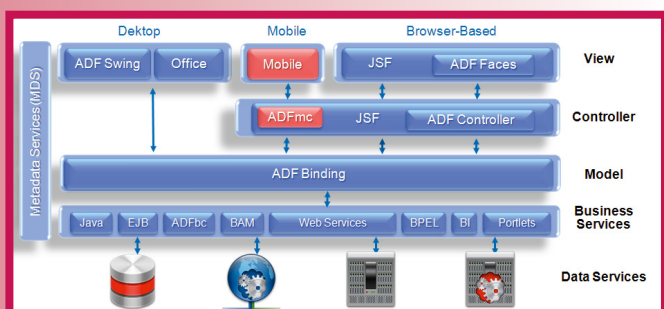 Dektop
Mobile
Browser-Based
Metadata Services(MDS)
ADF Swing
Office
Mobile
JSF
ADF Faces
View
ADFmc
JSF
ADF Controller
Controller
ADF Binding
Model
Java
EJB
ADFbc
BAM
Web Services
BPEL
BI
Portlets
Business
Services
Data Services